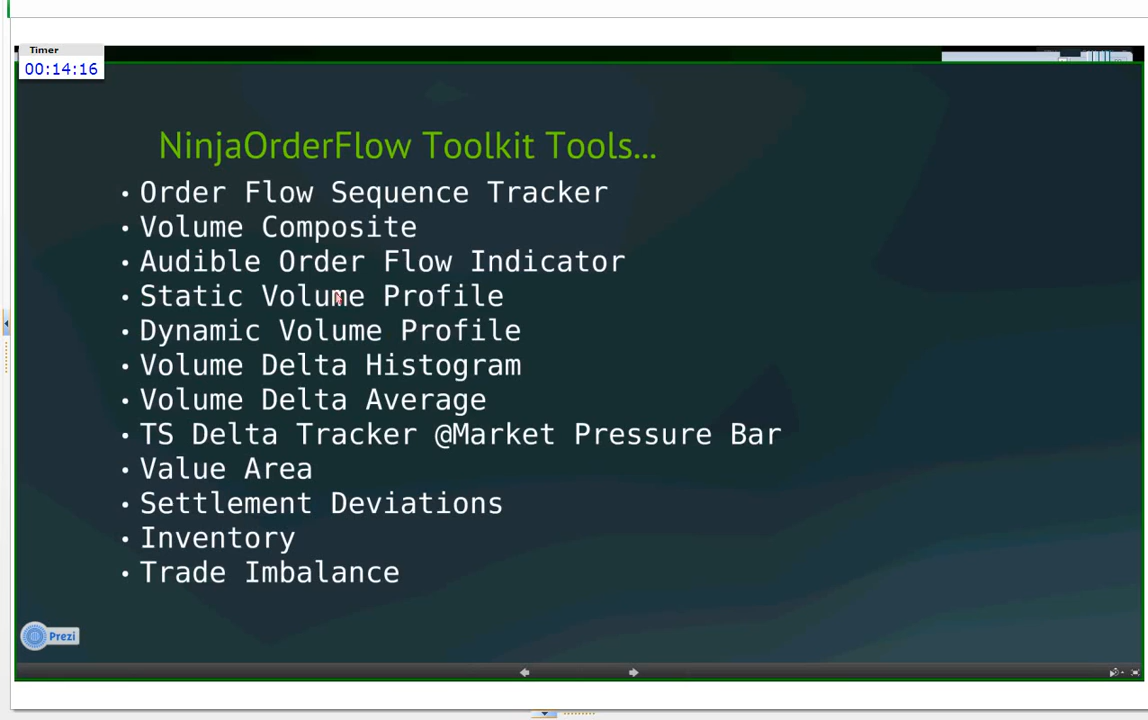 Timer
00:14:16
NinjaOrderFlow Toolkit Tools...
• Order Flow Sequence Tracker
• Volume Composite
• Audible Order Flow Indicator
• Static Volume Profile
• Dynamic Volume Profile
• Volume Delta Histogram
• Volume Delta Average
• TS Delta Tracker @Market Pressure Bar
• Value Area
• Settlement Deviations
• Inventory
• Trade Imbalance
Prezi